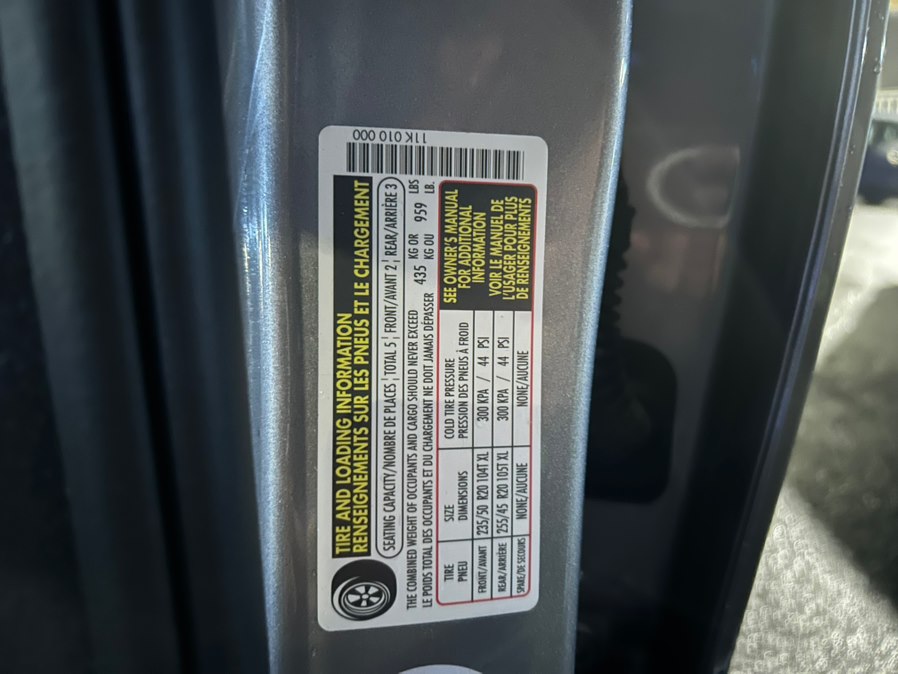 TIRE AND LOADING INFORMATION
RENSEIGNEMENTS SUR LES PNEUS ET LE CHARGEMENT
11K 010 000
SEATING CAPACITY/NOMBRE DE PLACES ¦ TOTAL 5 ¦ FRONT/AVANT 2 ¦ REAR/ARRIÈRE 3
THE COMBINED WEIGHT OF OCCUPANTS AND CARGO SHOULD NEVER EXCEED 435 KG OR 959 LBS
LE POIDS TOTAL DES OCCUPANTS ET DU CHARGEMENT NE DOIT JAMAIS DÉPASSER KG OU LB.
TIRE SIZE COLD TIRE PRESSURE
PNEU DIMENSIONS PRESSION DES PNEUS À FROID
FRONT/AVANT 235/50 R20 104T XL 300 KPA / 44 PSI
REAR/ARRIÈRE 255/45 R20 105T XL 300 KPA / 44 PSI
SPARE/DE SECOURS NONE/AUCUNE NONE/AUCUNE
SEE OWNER'S MANUAL
FOR ADDITIONAL
INFORMATION
VOIR LE MANUEL DE
L'USAGER POUR PLUS
DE RENSEIGNEMENTS